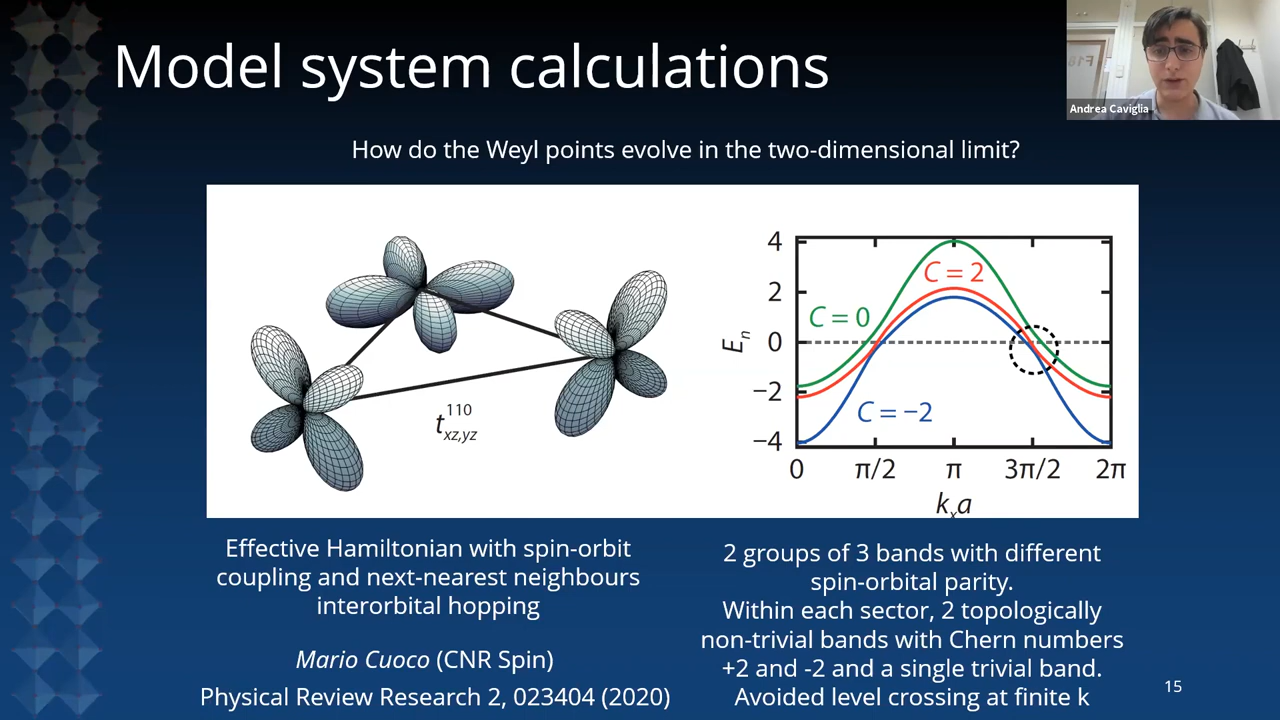 Model system calculations
Andrea Caviglia
How do the Weyl points evolve in the two-dimensional limit?
t 110 xz,yz
4
2
0
−2
−4
E n
C = 2
C = 0
C = −2
0 π/2 π 3π/2 2π
k x a
Effective Hamiltonian with spin-orbit
coupling and next-nearest neighbours
interorbital hopping
Mario Cuoco (CNR Spin)
Physical Review Research 2, 023404 (2020)
2 groups of 3 bands with different
spin-orbital parity.
Within each sector, 2 topologically
non-trivial bands with Chern numbers
+2 and -2 and a single trivial band.
Avoided level crossing at finite k
15